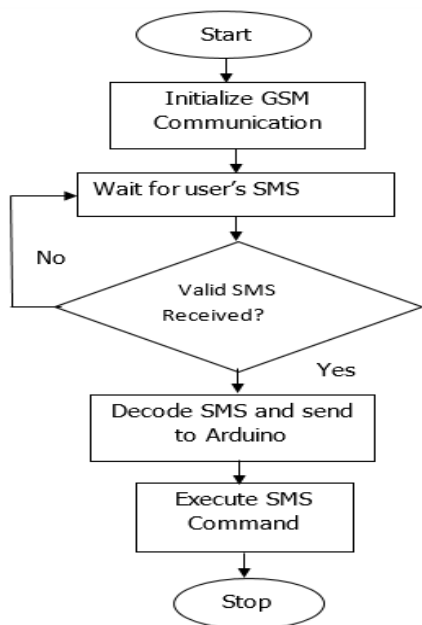 Start
Initialize GSM
Communication
Wait for user's SMS
No
Valid SMS
Received?
Yes
Decode SMS and send
to Arduino
Execute SMS
Command
Stop